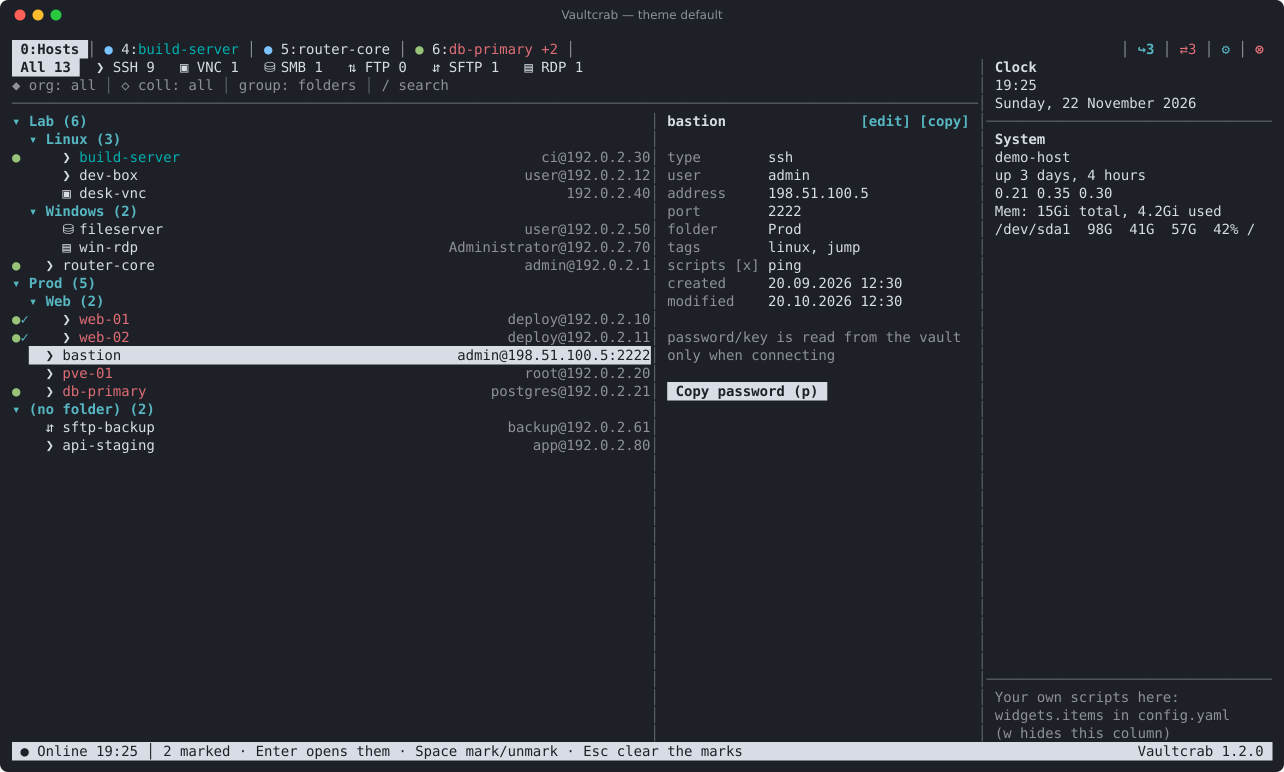 Vaultcrab — theme default
0:Hosts │ ● 4:build-server │ ● 5:router-core │ ● 6:db-primary +2 │ │ ↪3 │ ⇄3 │ ⚙ │ ⊗
All 13 ❯ SSH 9 ▣ VNC 1 ⛁ SMB 1 ⇅ FTP 0 ⇵ SFTP 1 ▤ RDP 1
◆ org: all │ ◇ coll: all │ group: folders │ / search
▾ Lab (6)
▾ Linux (3)
● ❯ build-server ci@192.0.2.30
❯ dev-box user@192.0.2.12
▣ desk-vnc 192.0.2.40
▾ Windows (2)
⛁ fileserver user@192.0.2.50
▤ win-rdp Administrator@192.0.2.70
● ❯ router-core admin@192.0.2.1
▾ Prod (5)
▾ Web (2)
●✓ ❯ web-01 deploy@192.0.2.10
●✓ ❯ web-02 deploy@192.0.2.11
❯ bastion admin@198.51.100.5:2222
❯ pve-01 root@192.0.2.20
● ❯ db-primary postgres@192.0.2.21
▾ (no folder) (2)
⇵ sftp-backup backup@192.0.2.61
❯ api-staging app@192.0.2.80
bastion [edit] [copy]
type ssh
user admin
address 198.51.100.5
port 2222
folder Prod
tags linux, jump
scripts [x] ping
created 20.09.2026 12:30
modified 20.10.2026 12:30
password/key is read from the vault
only when connecting
Copy password (p)
Clock
19:25
Sunday, 22 November 2026
System
demo-host
up 3 days, 4 hours
0.21 0.35 0.30
Mem: 15Gi total, 4.2Gi used
/dev/sda1 98G 41G 57G 42% /
Your own scripts here:
widgets.items in config.yaml
(w hides this column)
● Online 19:25 │ 2 marked · Enter opens them · Space mark/unmark · Esc clear the marks Vaultcrab 1.2.0